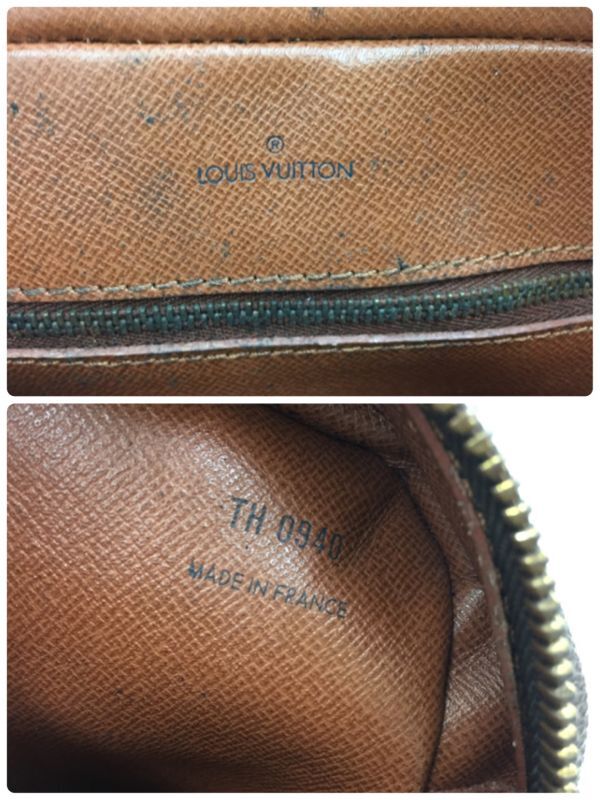 ®
LOUIS VUITTON
TH 0940
MADE IN FRANCE